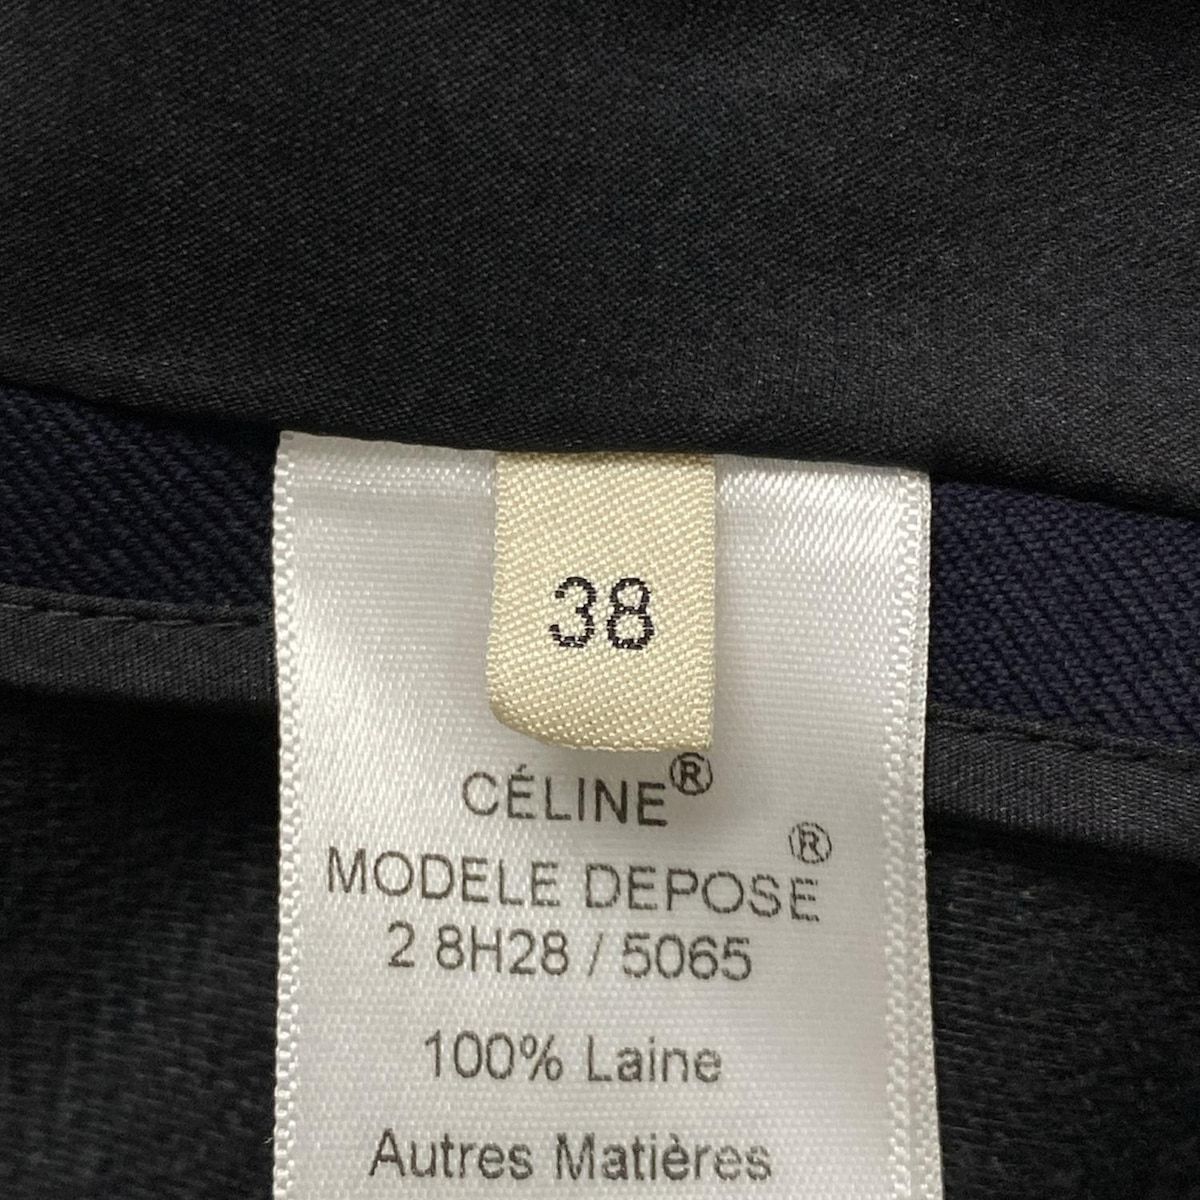 38
CÉLINE®
MODELE DEPOSE®
2 8H28 / 5065
100% Laine
Autres Matières